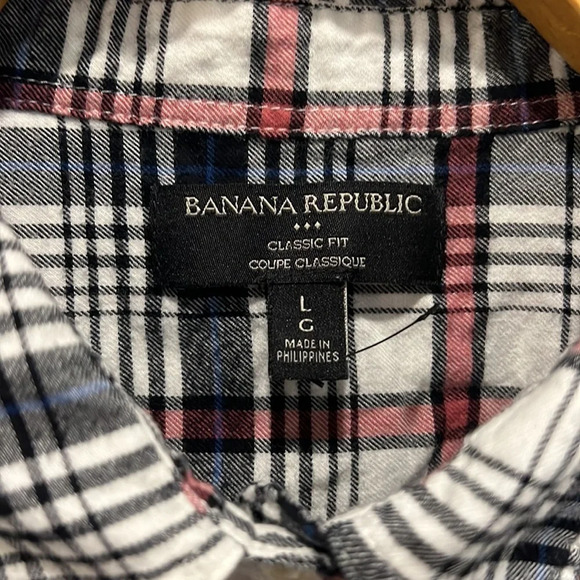 BANANA REPUBLIC
CLASSIC FIT
COUPE CLASSIQUE
L
G
MADE IN
PHILIPPINES